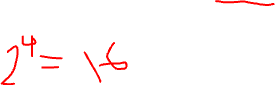 2⁴ = 16